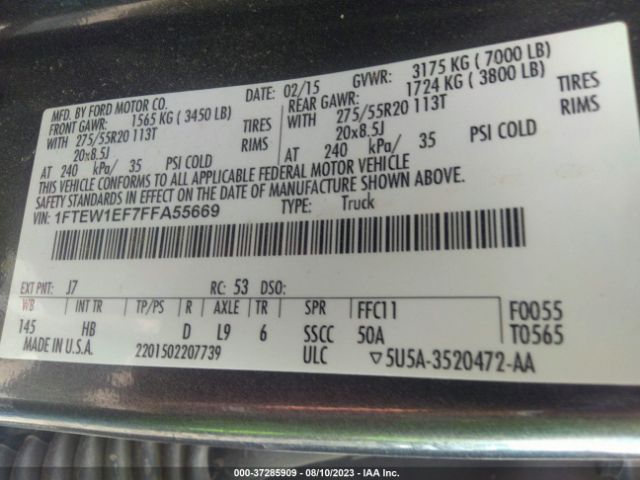 MFD. BY FORD MOTOR CO. DATE: 02/15 GVWR: 3175 KG ( 7000 LB)
FRONT GAWR: 1565 KG ( 3450 LB) REAR GAWR: 1724 KG ( 3800 LB)
WITH 275/55R20 113T TIRES WITH 275/55R20 113T TIRES
20x8.5J RIMS 20x8.5J RIMS
AT 240 kPa/ 35 PSI COLD AT 240 kPa/ 35 PSI COLD
THIS VEHICLE CONFORMS TO ALL APPLICABLE FEDERAL MOTOR VEHICLE
SAFETY STANDARDS IN EFFECT ON THE DATE OF MANUFACTURE SHOWN ABOVE.
VIN: 1FTEW1EF7FFA55669 TYPE: Truck
EXT PNT: J7 RC: 53 DSO:
WB INT TR TP/PS R AXLE TR SPR FFC11 F0055
145 HB D L9 6 SSCC 50A T0565
MADE IN U.S.A. 2201502207739 ULC ▽5U5A-3520472-AA
000-37285909 - 08/10/2023 - IAA Inc.